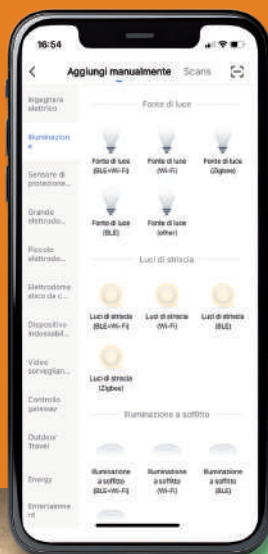 16:54
Aggiungi manualmente
Scans
Ingegnera
elettrico
Illuminazion
e
Sensore di
protezione...
Grande
elettrodo...
Piccolo
elettrodo...
Elettrodome
stico da c...
Dispositivo
indossabil...
Video
sorveglian...
Controllo
gateway
Outdoor
Travel
Energy
Entertainme
nt
Fonte di luce
Fonte di luce
(BLE+Wi-Fi)
Fonte di luce
(Wi-Fi)
Fonte di luce
(Zigbee)
Fonte di luce
(BLE)
Fonte di luce
(other)
Luci di striscia
Luci di striscia
(BLE+Wi-Fi)
Luci di striscia
(Wi-Fi)
Luci di striscia
(BLE)
Luci di striscia
(Zigbee)
Illuminazione a soffitto
Illuminazione
a soffitto
(BLE+Wi-Fi)
Illuminazione
a soffitto
(Wi-Fi)
Illuminazione
a soffitto
(BLE)